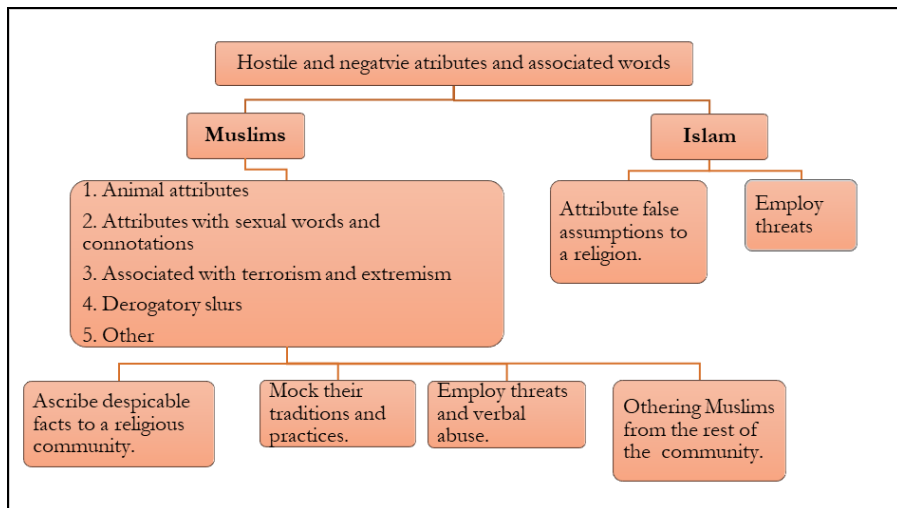 Hostile and negatvie atributes and associated words
Muslims
Islam
1. Animal attributes
2. Attributes with sexual words and
connotations
3. Associated with terrorism and extremism
4. Derogatory slurs
5. Other
Attribute false
assumptions to
a religion.
Employ
threats
Ascribe despicable
facts to a religious
community.
Mock their
traditions and
practices.
Employ threats
and verbal
abuse.
Othering Muslims
from the rest of
the community.